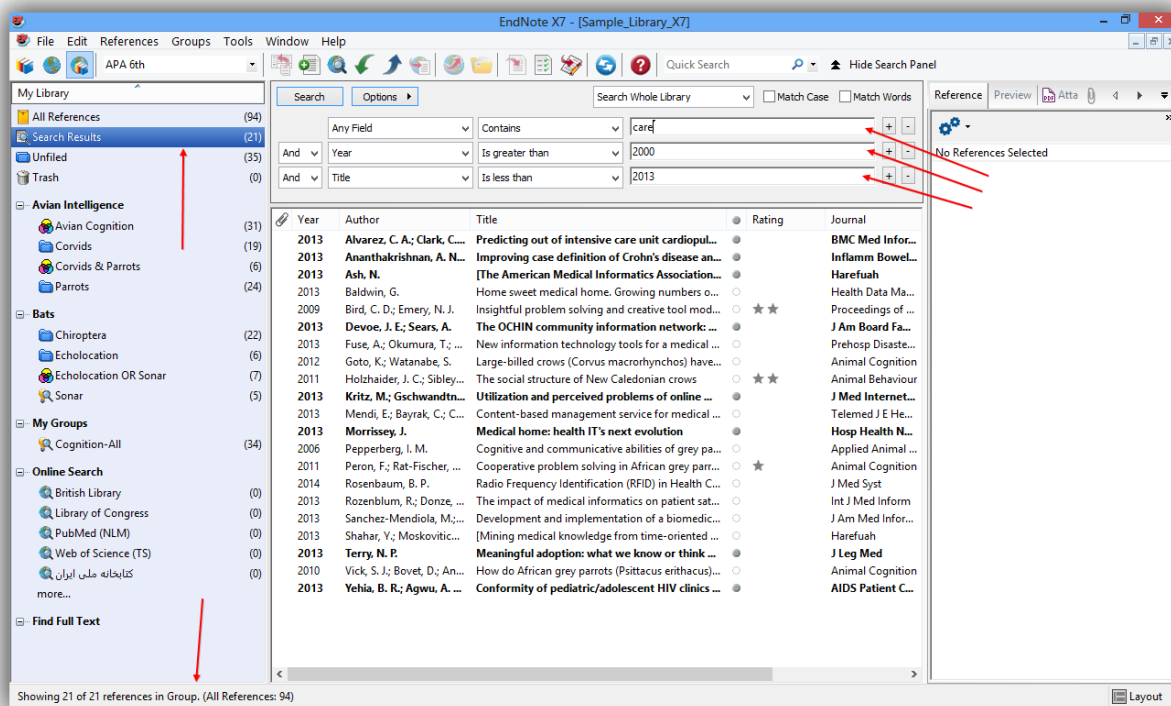 EndNote X7 - [Sample_Library_X7]
File Edit References Groups Tools Window Help
APA 6th Quick Search Hide Search Panel
My Library
All References (94)
Search Results (21)
Unfiled (35)
Trash (0)
Avian Intelligence
Avian Cognition (31)
Corvids (19)
Corvids & Parrots (6)
Parrots (24)
Bats
Chiroptera (22)
Echolocation (6)
Echolocation OR Sonar (7)
Sonar (5)
My Groups
Cognition-All (34)
Online Search
British Library (0)
Library of Congress (0)
PubMed (NLM) (0)
Web of Science (TS) (0)
کتابخانه ملی ایران (0)
more...
Find Full Text
Search Options Search Whole Library Match Case Match Words
Any Field Contains care + -
And Year Is greater than 2000 + -
And Title Is less than 2013 + -
Year Author Title Rating Journal
2013 Alvarez, C. A.; Clark, C.... Predicting out of intensive care unit cardiopul... BMC Med Infor...
2013 Ananthakrishnan, A. N... Improving case definition of Crohn's disease an... Inflamm Bowel...
2013 Ash, N. [The American Medical Informatics Association... Harefuah
2013 Baldwin, G. Home sweet medical home. Growing numbers o... Health Data Ma...
2009 Bird, C. D.; Emery, N. J. Insightful problem solving and creative tool mod... Proceedings of ...
2013 Devoe, J. E.; Sears, A. The OCHIN community information network: ... J Am Board Fa...
2013 Fuse, A.; Okumura, T.; ... New information technology tools for a medical ... Prehosp Disaste...
2012 Goto, K.; Watanabe, S. Large-billed crows (Corvus macrorhynchos) have... Animal Cognition
2011 Holzhaider, J. C.; Sibley... The social structure of New Caledonian crows Animal Behaviour
2013 Kritz, M.; Gschwandtn... Utilization and perceived problems of online ... J Med Internet...
2013 Mendi, E.; Bayrak, C.; C... Content-based management service for medical ... Telemed J E He...
2013 Morrissey, J. Medical home: health IT's next evolution Hosp Health N...
2006 Pepperberg, I. M. Cognitive and communicative abilities of grey pa... Applied Animal ...
2011 Peron, F.; Rat-Fischer, ... Cooperative problem solving in African grey parr... Animal Cognition
2014 Rosenbaum, B. P. Radio Frequency Identification (RFID) in Health C... J Med Syst
2013 Rozenblum, R.; Donze, ... The impact of medical informatics on patient sat... Int J Med Inform
2013 Sanchez-Mendiola, M.;... Development and implementation of a biomedic... J Am Med Infor...
2013 Shahar, Y.; Moskovitic... [Mining medical knowledge from time-oriented ... Harefuah
2013 Terry, N. P. Meaningful adoption: what we know or think ... J Leg Med
2010 Vick, S. J.; Bovet, D.; An... How do African grey parrots (Psittacus erithacus)... Animal Cognition
2013 Yehia, B. R.; Agwu, A. ... Conformity of pediatric/adolescent HIV clinics ... AIDS Patient C...
Reference Preview Atta
No References Selected
Showing 21 of 21 references in Group. (All References: 94)
Layout